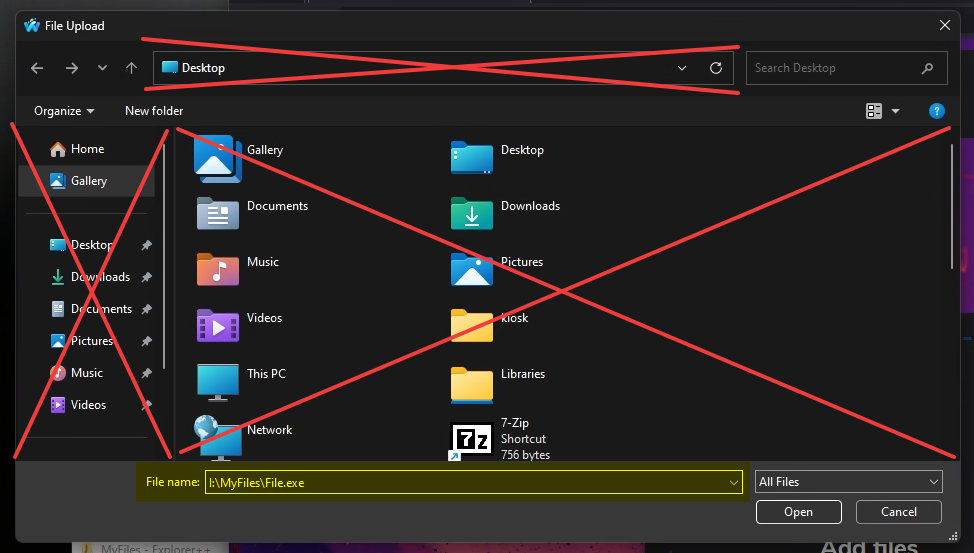 File Upload
Desktop
Search Desktop
Organize
New folder
?
Home
Gallery
Desktop
Downloads
Documents
Pictures
Music
Videos
Gallery
Desktop
Documents
Downloads
Music
Pictures
Videos
kiosk
This PC
Libraries
Network
7z
7-Zip
Shortcut
756 bytes
File name:
I:\MyFiles\File.exe
All Files
Open
Cancel
MyFiles - Explorer++
Add files